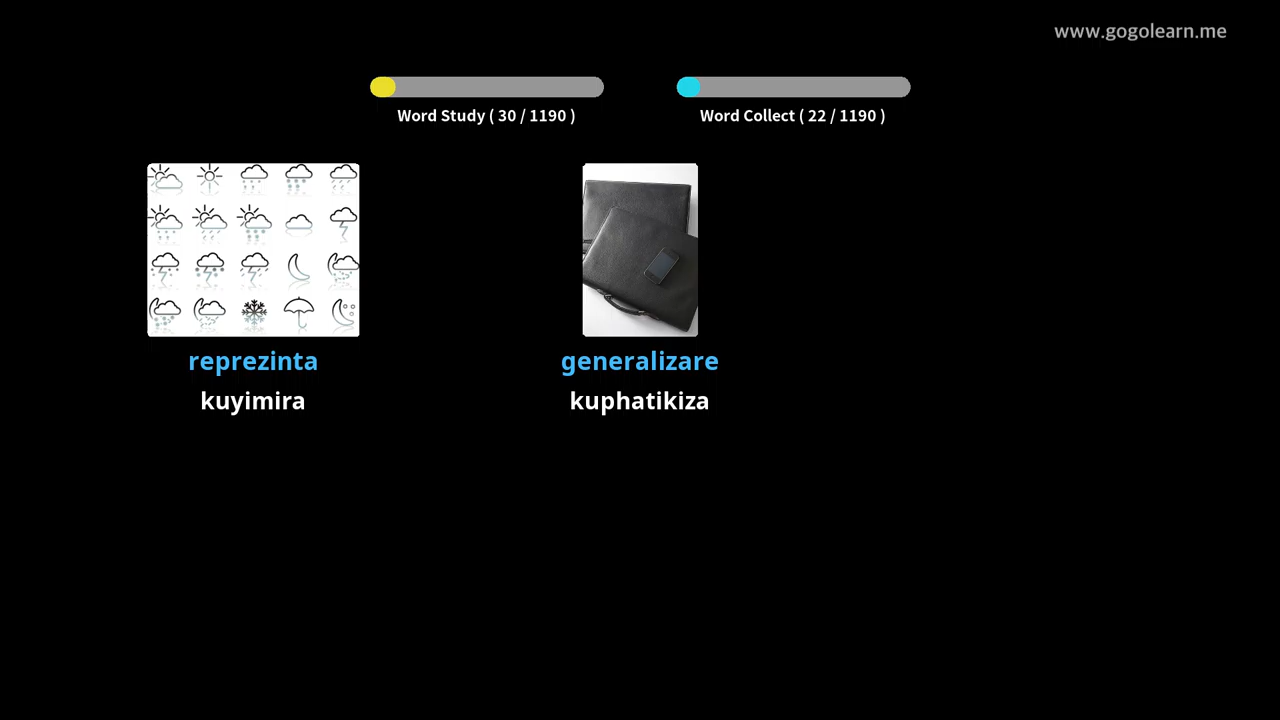 www.gogolearn.me
Word Study ( 30 / 1190 )
Word Collect ( 22 / 1190 )
reprezinta
kuyimira
generalizare
kuphatikiza